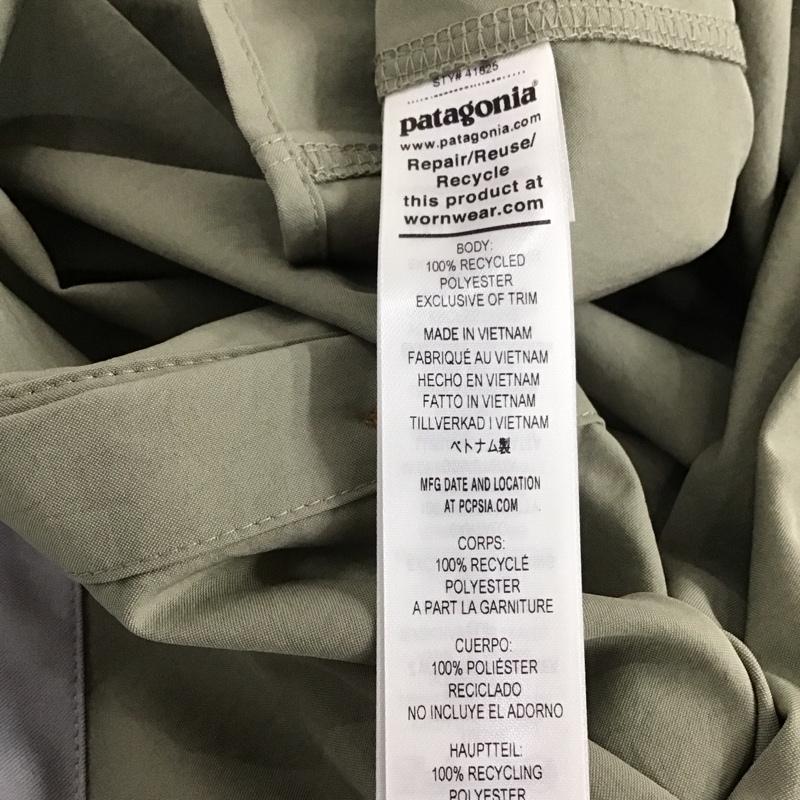 STY# 41625
patagonia®
www.patagonia.com
Repair/Reuse/
Recycle
this product at
wornwear.com
BODY:
100% RECYCLED
POLYESTER
EXCLUSIVE OF TRIM
MADE IN VIETNAM
FABRIQUÉ AU VIETNAM
HECHO EN VIETNAM
FATTO IN VIETNAM
TILLVERKAD I VIETNAM
ベトナム製
MFG DATE AND LOCATION
AT PCPSIA.COM
CORPS:
100% RECYCLÉ
POLYESTER
A PART LA GARNITURE
CUERPO:
100% POLIÉSTER
RECICLADO
NO INCLUYE EL ADORNO
HAUPTTEIL:
100% RECYCLING
POLYESTER